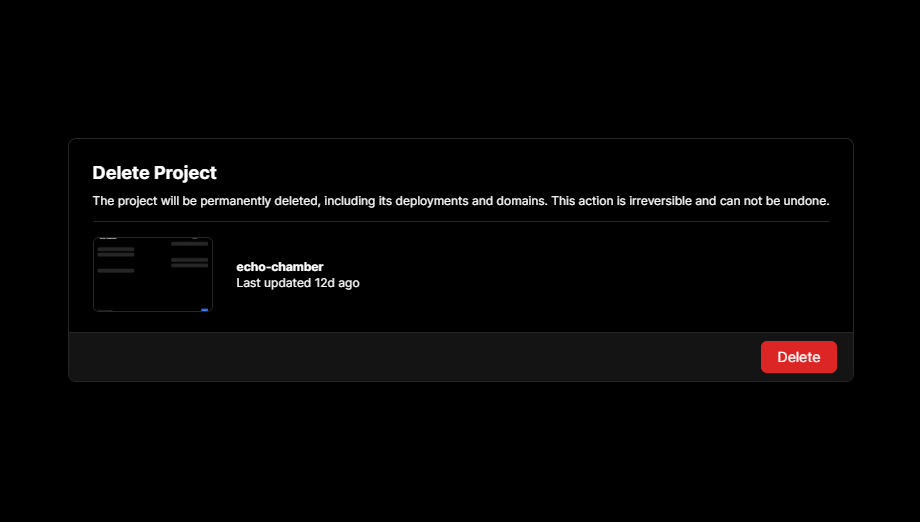 Delete Project
The project will be permanently deleted, including its deployments and domains. This action is irreversible and can not be undone.
echo-chamber
Last updated 12d ago
Delete